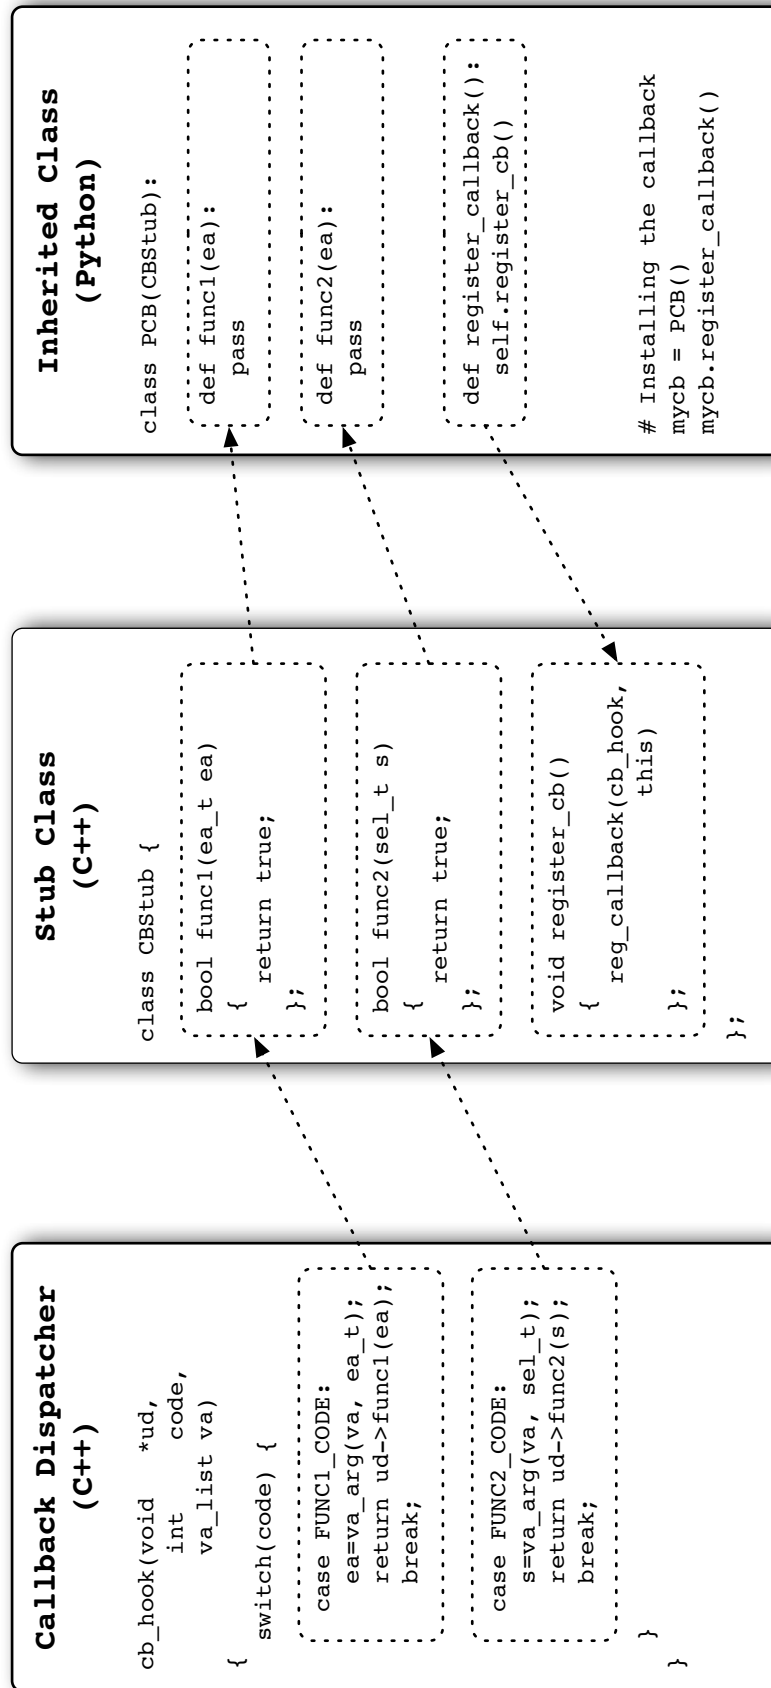 Callback Dispatcher
(C++)
cb_hook(void *ud,
int code,
va_list va)
{
switch(code) {
case FUNC1_CODE:
ea=va_arg(va, ea_t);
return ud->func1(ea);
break;
case FUNC2_CODE:
s=va_arg(va, sel_t);
return ud->func2(s);
break;
}
}
Stub Class
(C++)
class CBStub {
bool func1(ea_t ea)
{
return true;
};
bool func2(sel_t s)
{
return true;
};
void register_cb()
{
reg_callback(cb_hook,
this)
};
};
Inherited Class
(Python)
class PCB(CBStub):
def func1(ea):
pass
def func2(ea):
pass
def register_callback():
self.register_cb()
# Installing the callback
mycb = PCB()
mycb.register_callback()